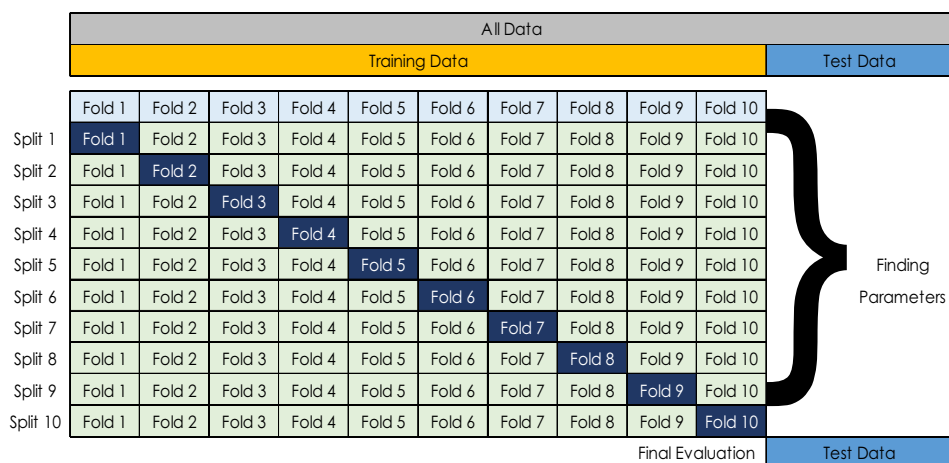 All Data
Training Data Test Data
Fold 1 Fold 2 Fold 3 Fold 4 Fold 5 Fold 6 Fold 7 Fold 8 Fold 9 Fold 10
Split 1 Fold 1 Fold 2 Fold 3 Fold 4 Fold 5 Fold 6 Fold 7 Fold 8 Fold 9 Fold 10
Split 2 Fold 1 Fold 2 Fold 3 Fold 4 Fold 5 Fold 6 Fold 7 Fold 8 Fold 9 Fold 10
Split 3 Fold 1 Fold 2 Fold 3 Fold 4 Fold 5 Fold 6 Fold 7 Fold 8 Fold 9 Fold 10
Split 4 Fold 1 Fold 2 Fold 3 Fold 4 Fold 5 Fold 6 Fold 7 Fold 8 Fold 9 Fold 10
Split 5 Fold 1 Fold 2 Fold 3 Fold 4 Fold 5 Fold 6 Fold 7 Fold 8 Fold 9 Fold 10 Finding
Split 6 Fold 1 Fold 2 Fold 3 Fold 4 Fold 5 Fold 6 Fold 7 Fold 8 Fold 9 Fold 10 Parameters
Split 7 Fold 1 Fold 2 Fold 3 Fold 4 Fold 5 Fold 6 Fold 7 Fold 8 Fold 9 Fold 10
Split 8 Fold 1 Fold 2 Fold 3 Fold 4 Fold 5 Fold 6 Fold 7 Fold 8 Fold 9 Fold 10
Split 9 Fold 1 Fold 2 Fold 3 Fold 4 Fold 5 Fold 6 Fold 7 Fold 8 Fold 9 Fold 10
Split 10 Fold 1 Fold 2 Fold 3 Fold 4 Fold 5 Fold 6 Fold 7 Fold 8 Fold 9 Fold 10
Final Evaluation Test Data